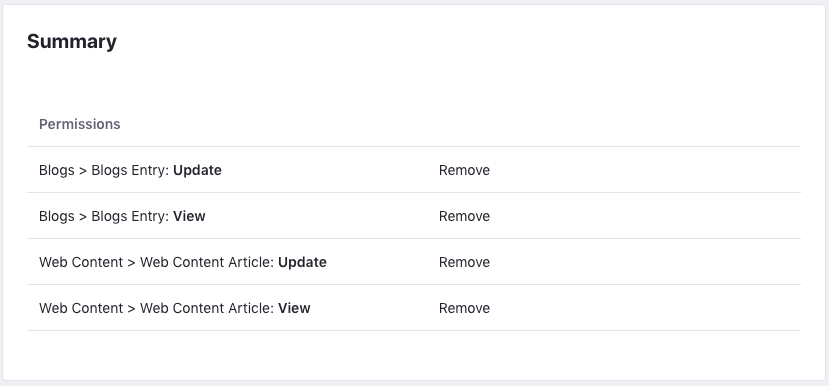 Summary
Permissions
Blogs > Blogs Entry: Update Remove
Blogs > Blogs Entry: View Remove
Web Content > Web Content Article: Update Remove
Web Content > Web Content Article: View Remove